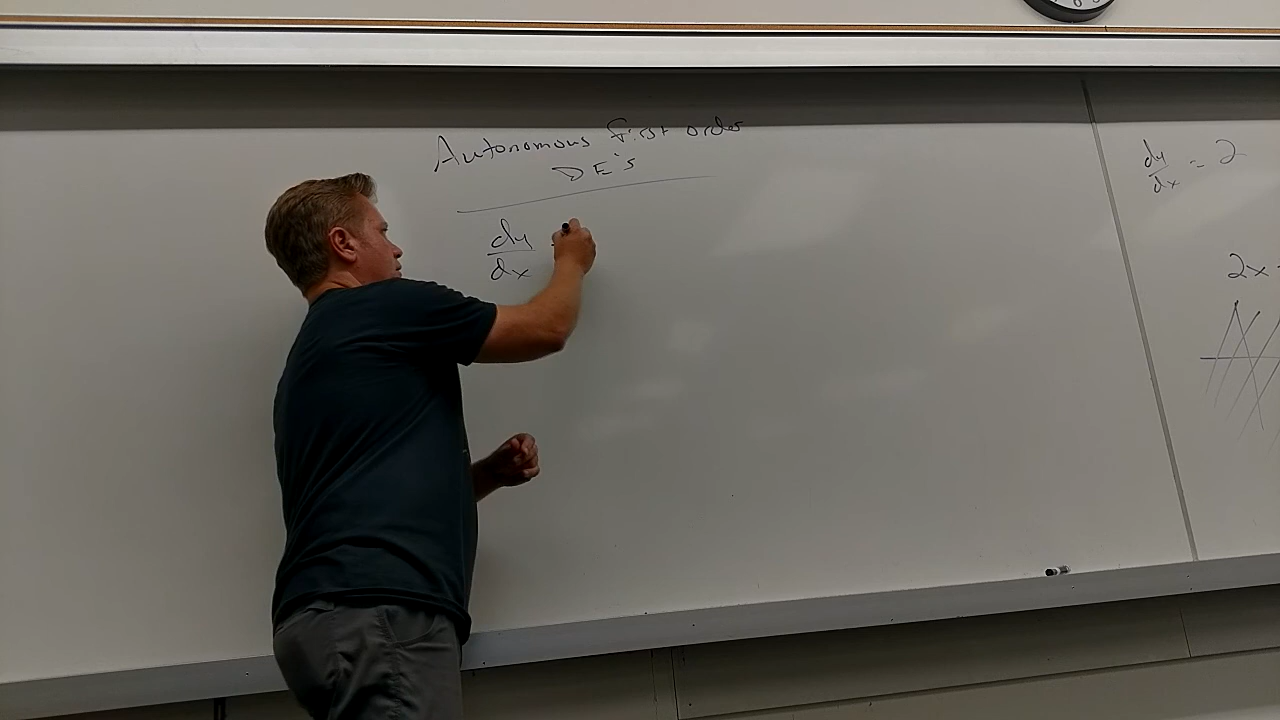 Autonomous first order
DE's
dy/dx =
dy/dx = 2
2x